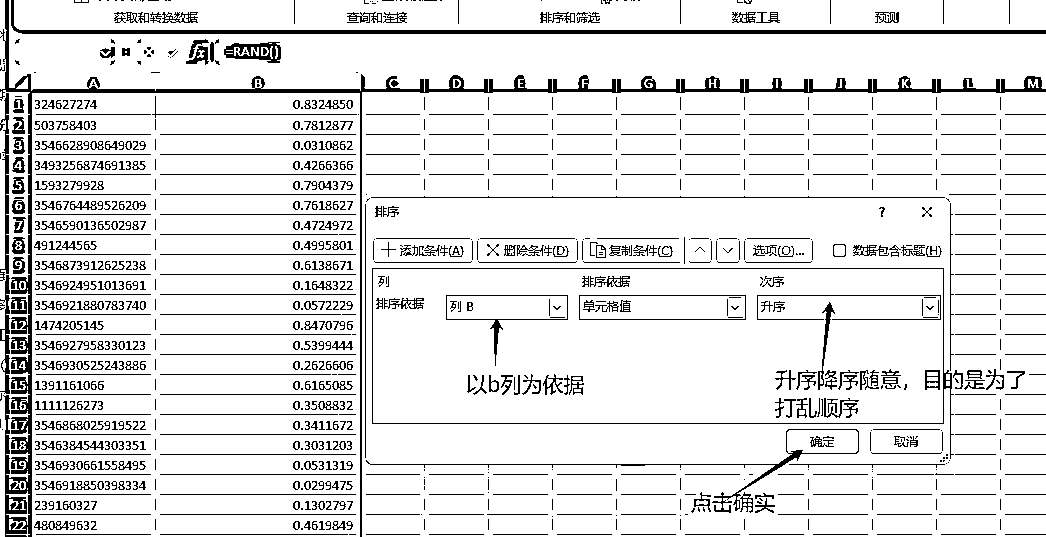 获取和转换数据 查询和连接 排序和筛选 数据工具 预测
=RAND()
A B C D E F G H I J K L M
1 324627274 0.8324850
2 503758403 0.7812877
3 3546628908649029 0.0310862
4 3493256874691385 0.4266366
5 1593279928 0.7904379
6 3546764489526209 0.7618627
7 3546590136502987 0.4724972
8 491244565 0.4995801
9 3546873912625238 0.6138671
10 3546924951013691 0.1648322
11 3546921880783740 0.0572229
12 1474205145 0.8470796
13 3546927958330123 0.5399444
14 3546930525243886 0.2626606
15 1391161066 0.6165085
16 1111126273 0.3508832
17 3546868025919522 0.3411672
18 3546384544303351 0.3031203
19 3546930661558495 0.0531319
20 3546918850398334 0.0299475
21 239160327 0.1302797
22 480849632 0.4619849
排序 ?
添加条件(A) 删除条件(D) 复制条件(C) 选项(O)... 数据包含标题(H)
列 排序依据 次序
排序依据 列 B 单元格值 升序
以b列为依据
升序降序随意，目的是为了
打乱顺序
确定 取消
点击确实